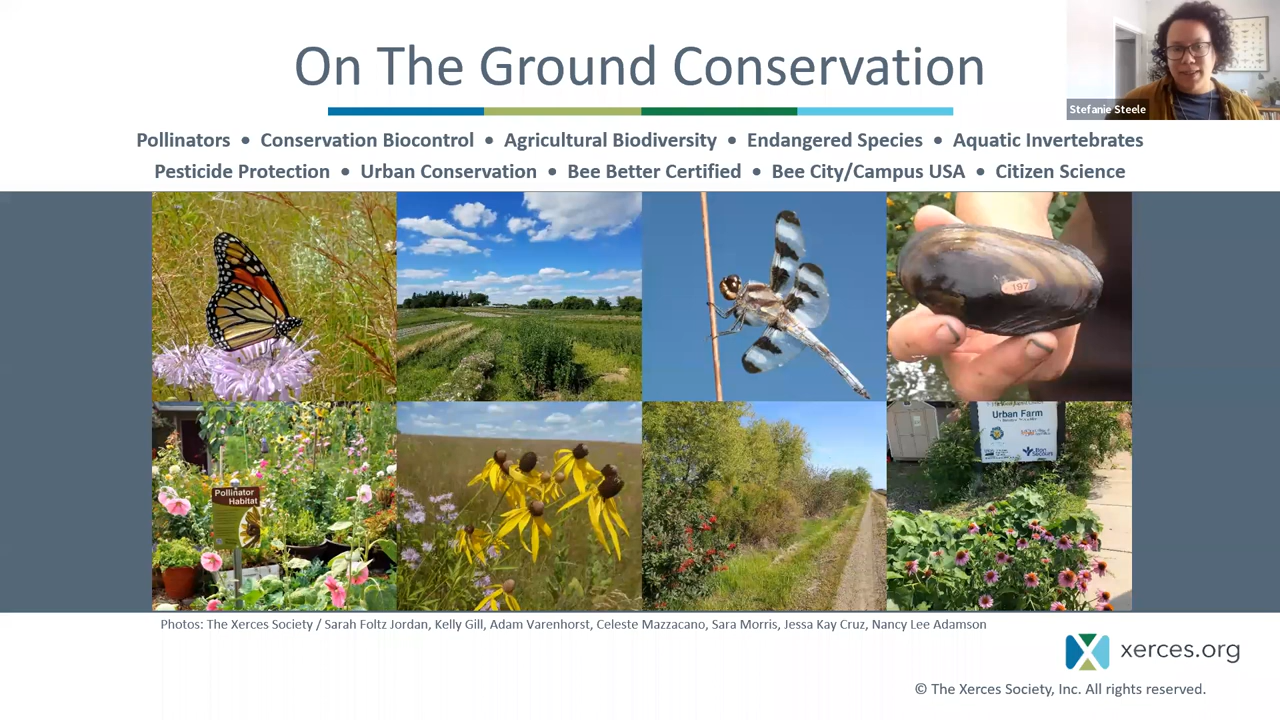 On The Ground Conservation
Stefanie Steele
Pollinators • Conservation Biocontrol • Agricultural Biodiversity • Endangered Species • Aquatic Invertebrates
Pesticide Protection • Urban Conservation • Bee Better Certified • Bee City/Campus USA • Citizen Science
197
Pollinator
Habitat
Urban Farm
Bon
Secours
Photos: The Xerces Society / Sarah Foltz Jordan, Kelly Gill, Adam Varenhorst, Celeste Mazzacano, Sara Morris, Jessa Kay Cruz, Nancy Lee Adamson
xerces.org
© The Xerces Society, Inc. All rights reserved.